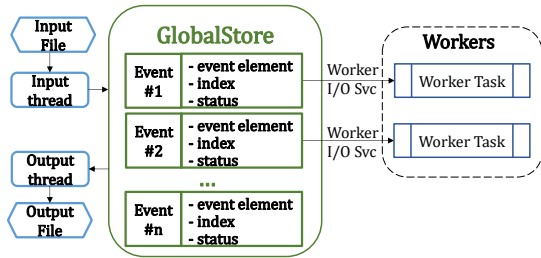 Input
File
Input
thread
Output
thread
Output
File
GlobalStore
Event
#1
- event element
- index
- status
Event
#2
- event element
- index
- status
...
Event
#n
- event element
- index
- status
Worker
I/O Svc
Worker
I/O Svc
Workers
Worker Task
Worker Task